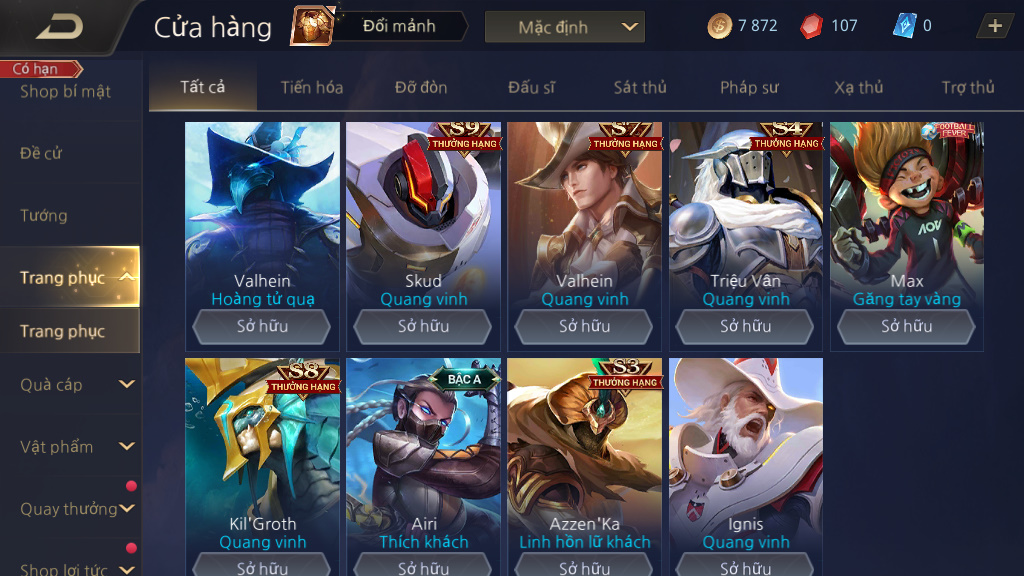 Cửa hàng
Đổi mảnh
Mặc định
7 872
107
0
Có hạn
Shop bí mật
Đề cử
Tướng
Trang phục
Trang phục
Quà cáp
Vật phẩm
Quay thưởng
Shop lợi tức
Tất cả
Tiến hóa
Đỡ đòn
Đấu sĩ
Sát thủ
Pháp sư
Xạ thủ
Trợ thủ
Valhein
Hoàng tử quạ
Sở hữu
S9
THƯỞNG HẠNG
Skud
Quang vinh
Sở hữu
S7
THƯỞNG HẠNG
Valhein
Quang vinh
Sở hữu
S4
THƯỞNG HẠNG
Triệu Vân
Quang vinh
Sở hữu
FOOTBALL
FEVER
AOV
Max
Găng tay vàng
Sở hữu
S8
THƯỞNG HẠNG
Kil'Groth
Quang vinh
Sở hữu
BẬC A
Airi
Thích khách
Sở hữu
S3
THƯỞNG HẠNG
Azzen'Ka
Linh hồn lữ khách
Sở hữu
Ignis
Quang vinh
Sở hữu